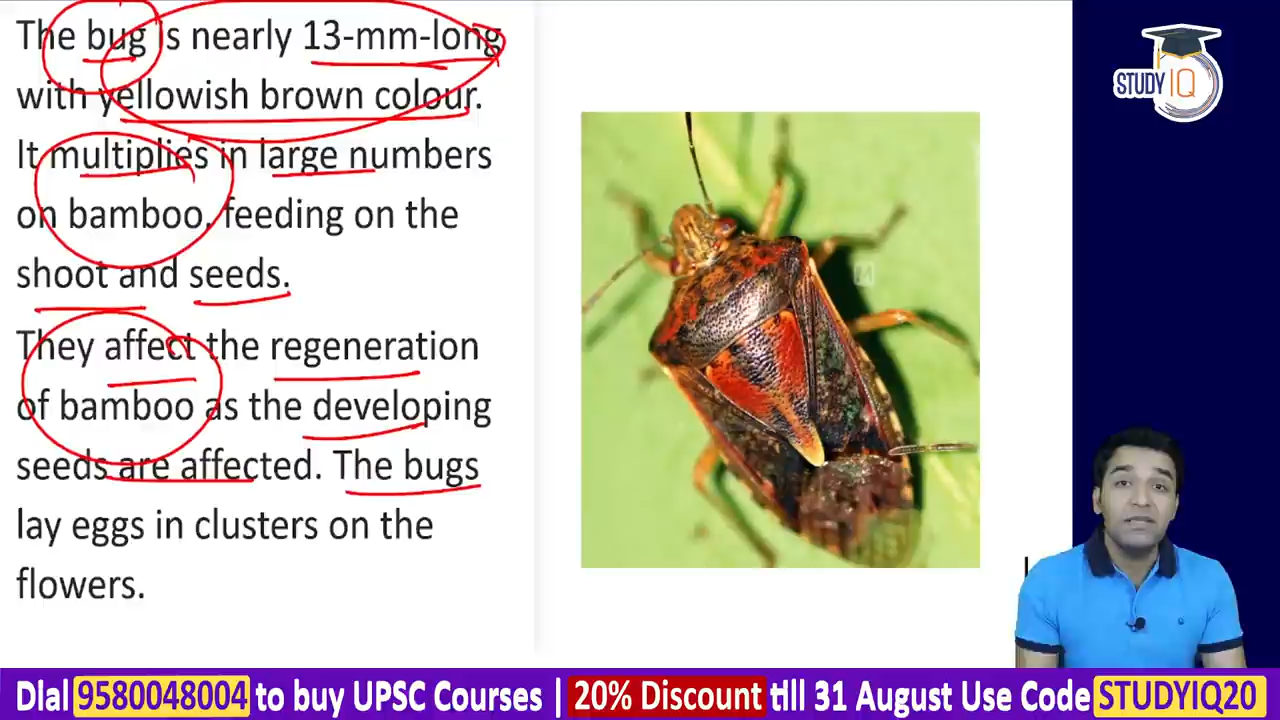 The bug is nearly 13-mm-long
with yellowish brown colour.
It multiplies in large numbers
on bamboo, feeding on the
shoot and seeds.
They affect the regeneration
of bamboo as the developing
seeds are affected. The bugs
lay eggs in clusters on the
flowers.
STUDY IQ
Dial 9580048004 to buy UPSC Courses | 20% Discount till 31 August Use Code STUDYIQ20